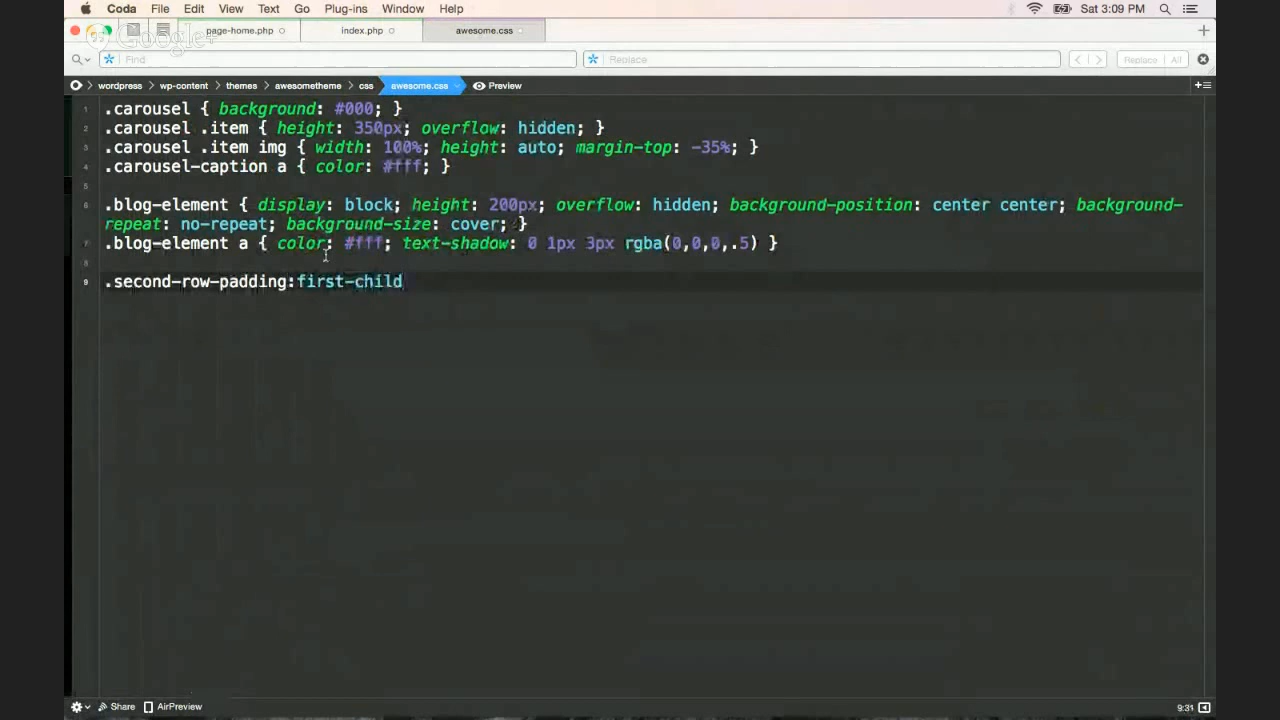 Coda File Edit View Text Go Plug-ins Window Help Sat 3:09 PM
Google+
page-home.php index.php awesome.css
Find Replace Replace All
wordpress wp-content themes awesometheme css awesome.css Preview
1 .carousel { background: #000; }
2 .carousel .item { height: 350px; overflow: hidden; }
3 .carousel .item img { width: 100%; height: auto; margin-top: -35%; }
4 .carousel-caption a { color: #fff; }
5
6 .blog-element { display: block; height: 200px; overflow: hidden; background-position: center center; background-
repeat: no-repeat; background-size: cover; }
7 .blog-element a { color: #fff; text-shadow: 0 1px 3px rgba(0,0,0,.5) }
8
9 .second-row-padding:first-child
Share AirPreview 9:31